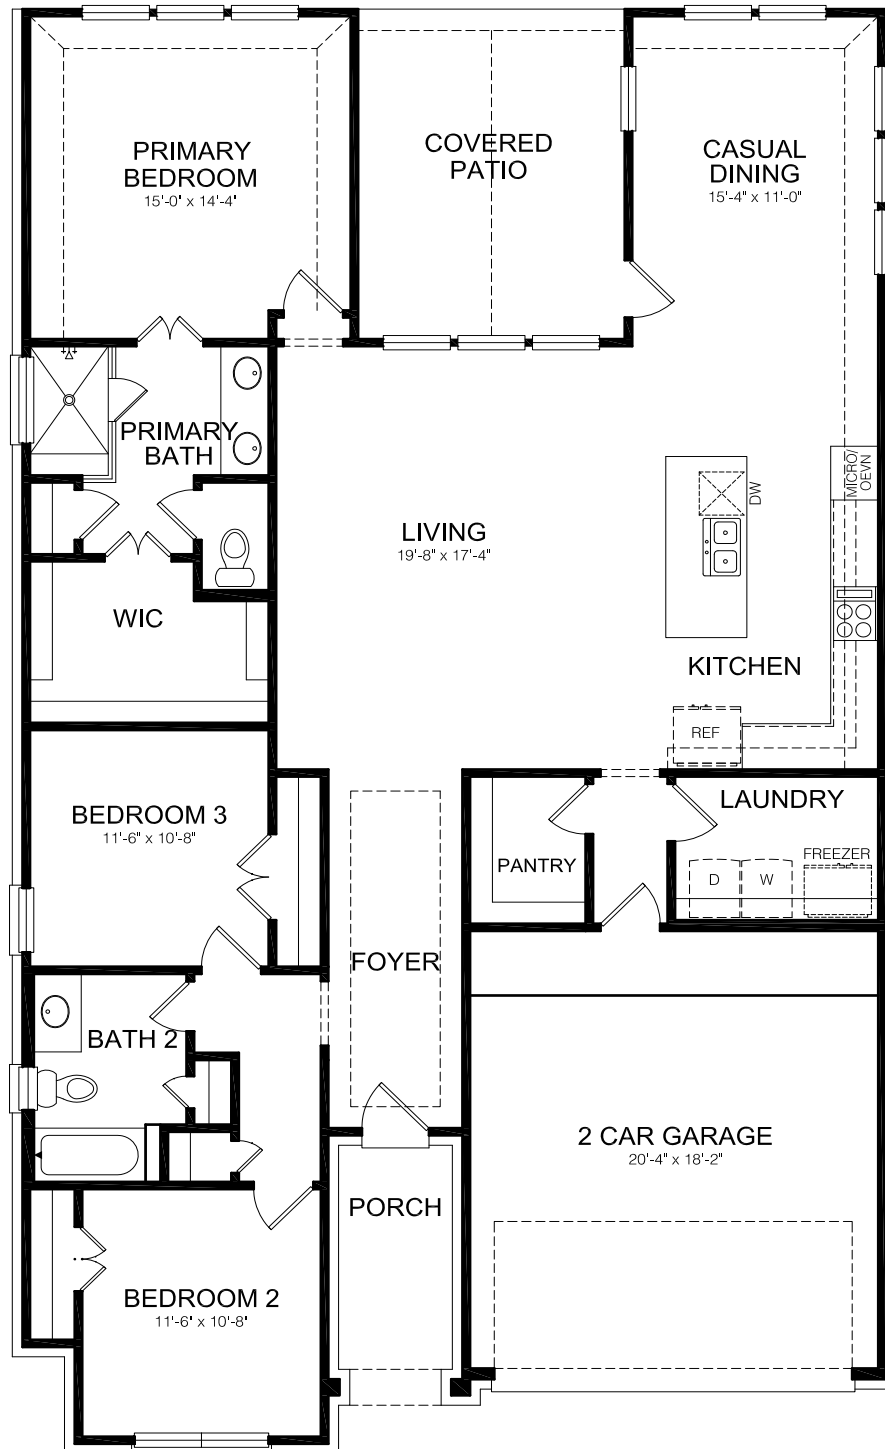 PRIMARY
BEDROOM
15'-0" x 14'-4"
COVERED
PATIO
CASUAL
DINING
15'-4" x 11'-0"
PRIMARY
BATH
LIVING
19'-8" x 17'-4"
DW
MICRO/
OEVN
WIC
KITCHEN
REF
BEDROOM 3
11'-6" x 10'-8"
PANTRY
LAUNDRY
FREEZER
D
W
FOYER
BATH 2
2 CAR GARAGE
20'-4" x 18'-2"
PORCH
BEDROOM 2
11'-6" x 10'-8"